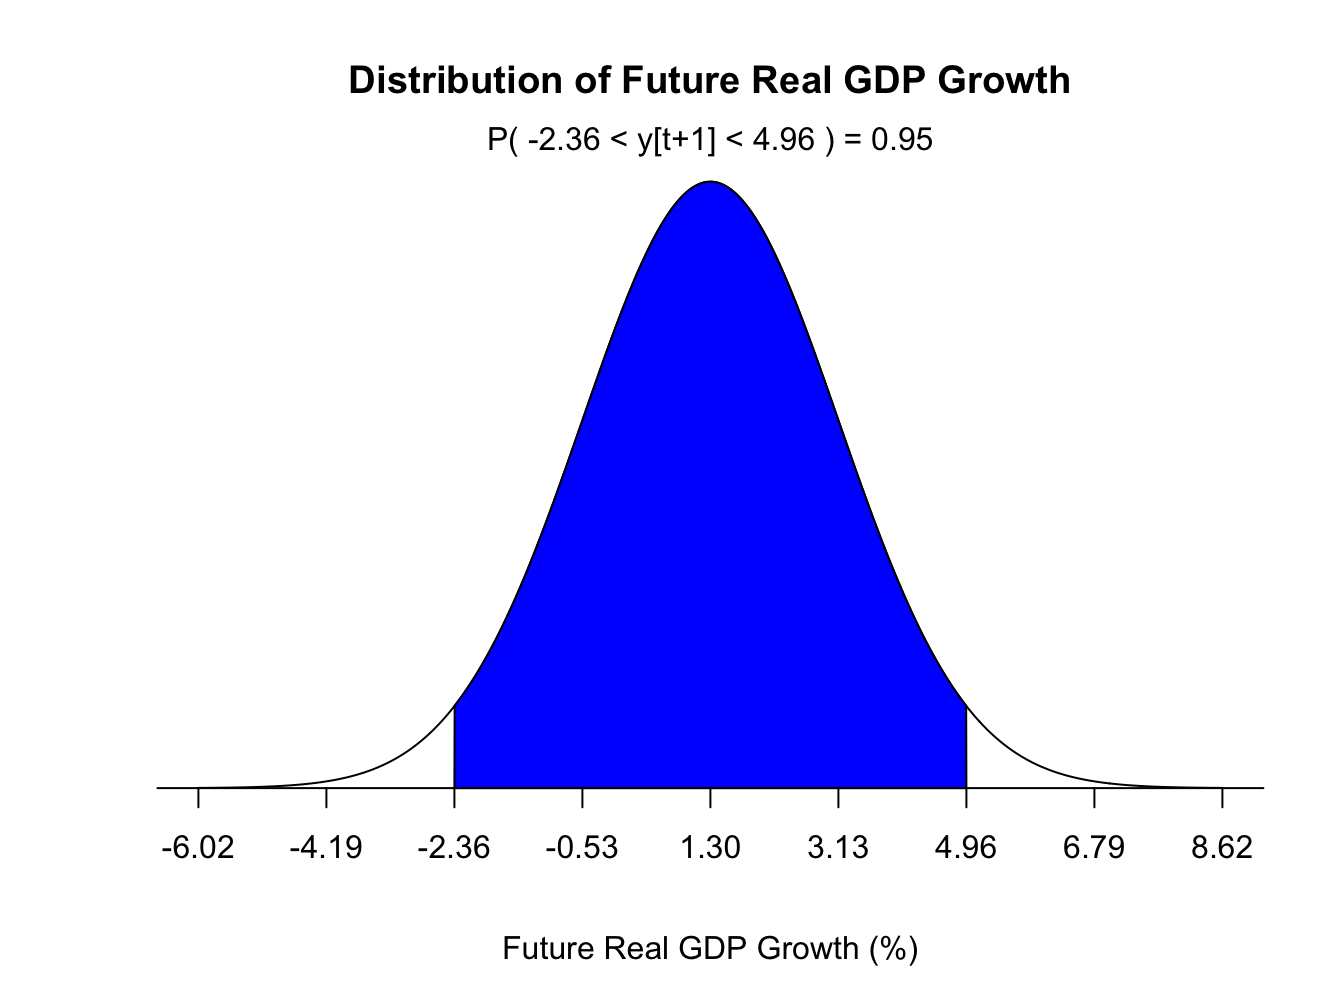 Distribution of Future Real GDP Growth
P( -2.36 < y[t+1] < 4.96 ) = 0.95
-6.02 -4.19 -2.36 -0.53 1.30 3.13 4.96 6.79 8.62
Future Real GDP Growth (%)